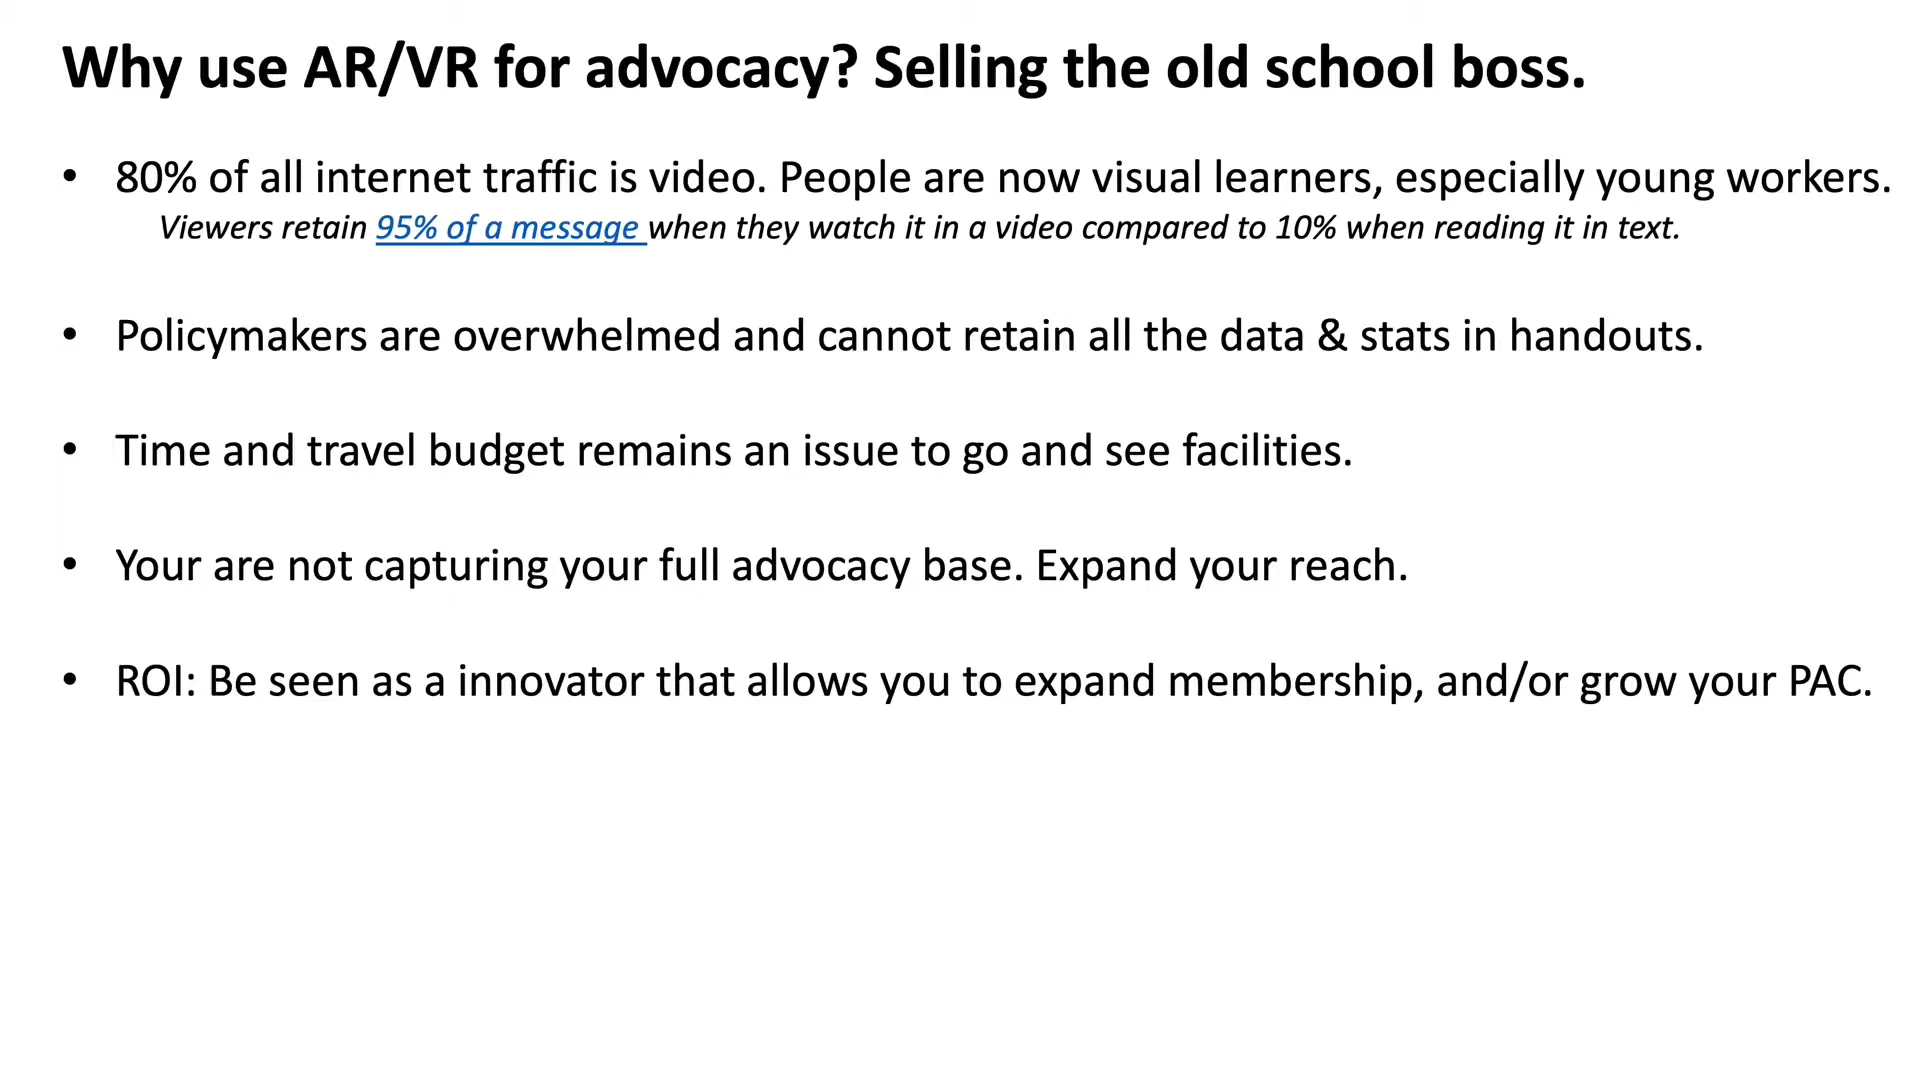 Why use AR/VR for advocacy? Selling the old school boss.
• 80% of all internet traffic is video. People are now visual learners, especially young workers.
Viewers retain 95% of a message when they watch it in a video compared to 10% when reading it in text.
• Policymakers are overwhelmed and cannot retain all the data & stats in handouts.
• Time and travel budget remains an issue to go and see facilities.
• Your are not capturing your full advocacy base. Expand your reach.
• ROI: Be seen as a innovator that allows you to expand membership, and/or grow your PAC.